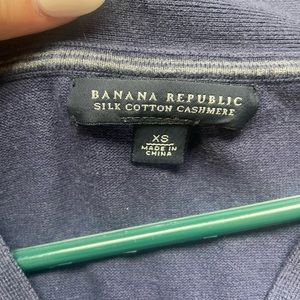 BANANA REPUBLIC
SILK COTTON CASHMERE
XS
MADE IN
CHINA